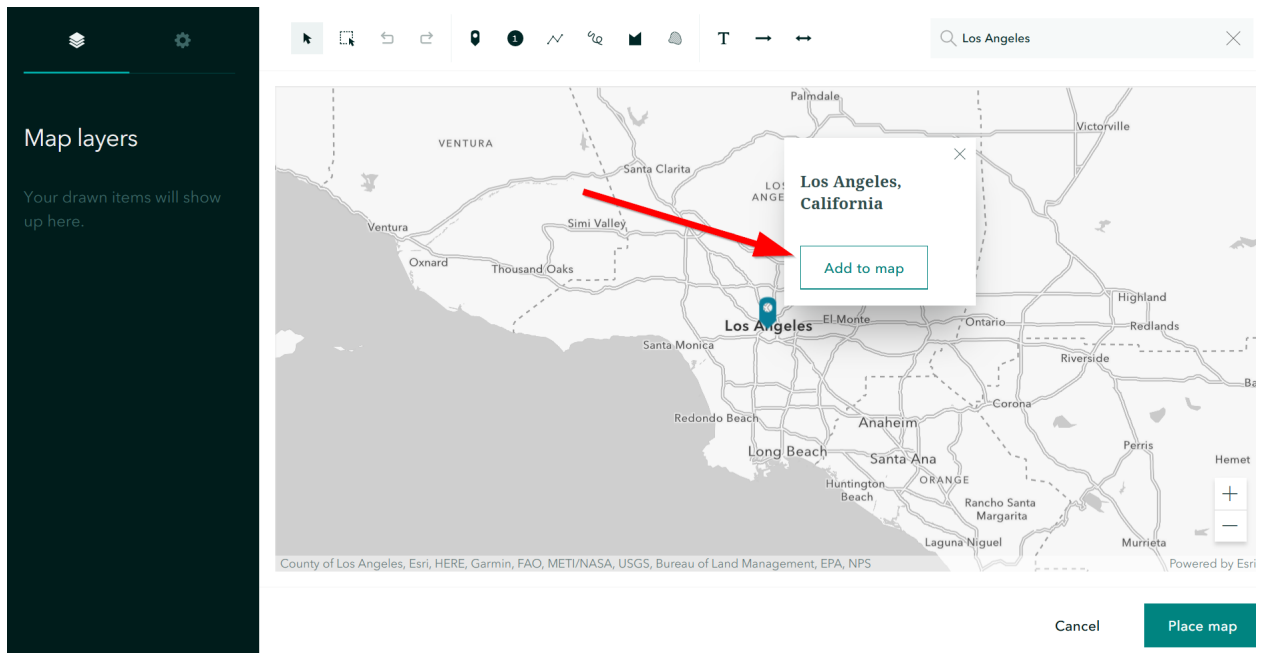 1
T
Los Angeles
Map layers
Your drawn items will show
up here.
Palmdale
Victorville
VENTURA
Santa Clarita
Los Angeles,
California
Simi Valley
Ventura
Oxnard
Thousand Oaks
Add to map
Highland
Los Angeles
El Monte
Ontario
Redlands
Santa Monica
Riverside
Corona
Redondo Beach
Anaheim
Long Beach
Santa Ana
Perris
Hemet
Huntington
Beach
ORANGE
Rancho Santa
Margarita
Laguna Niguel
Murrieta
County of Los Angeles, Esri, HERE, Garmin, FAO, METI/NASA, USGS, Bureau of Land Management, EPA, NPS
Powered by Esri
Cancel
Place map